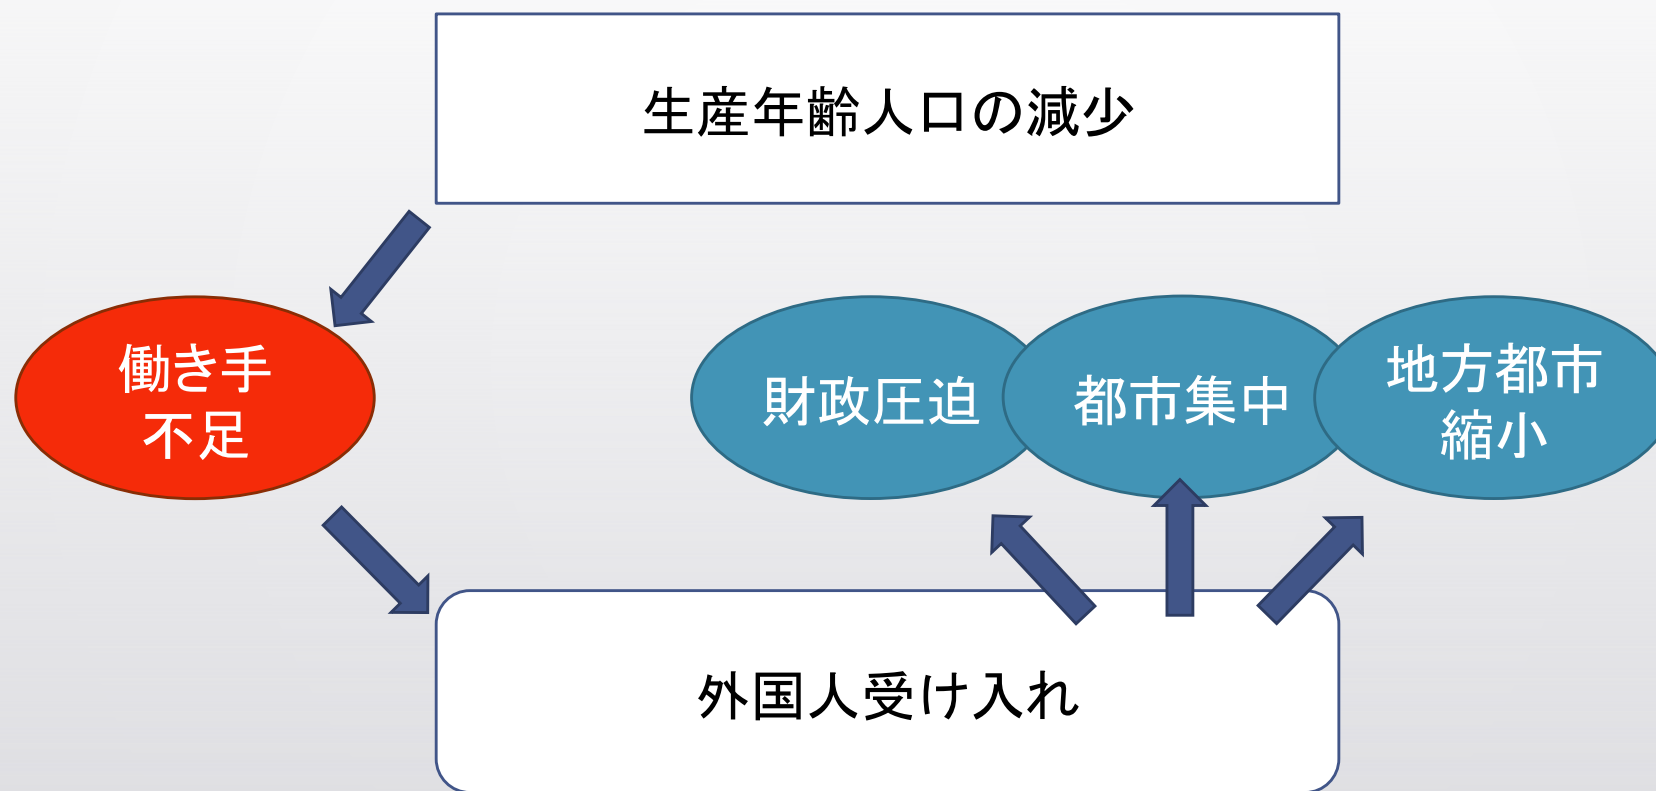 生産年齢人口の減少
働き手
不足
財政圧迫
都市集中
地方都市
縮小
外国人受け入れ